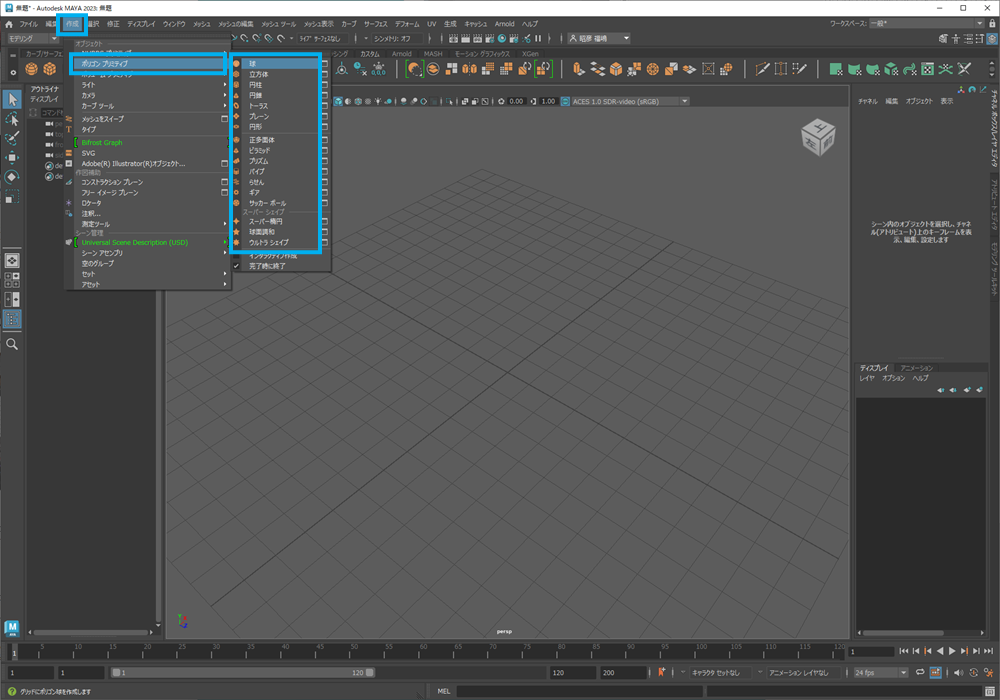 無題* - Autodesk MAYA 2023: 無題
ファイル 編集 作成 選択 修正 ディスプレイ ウィンドウ メッシュ メッシュの編集 メッシュ ツール メッシュ表示 カーブ サーフェス デフォーム UV 生成 キャッシュ Arnold ヘルプ
ワークスペース: 一般*
モデリング
ライブ サーフェスなし
シンメトリ: オフ
カーブ/サーフェ
カスタム Arnold MASH モーション グラフィックス XGen
オブジェクト
ポリゴン プリミティブ
ライト
カメラ
カーブ ツール
メッシュをスイープ
タイプ
Bifrost Graph
SVG
Adobe(R) Illustrator(R)オブジェクト...
作図補助
コンストラクション プレーン
フリー イメージ プレーン
ロケータ
注釈...
測定ツール
シーン管理
Universal Scene Description (USD)
シーン アセンブリ
空のグループ
セット
アセット
球
立方体
円柱
円錐
トーラス
プレーン
円形
正多面体
ピラミッド
プリズム
パイプ
らせん
ギア
サッカー ボール
スーパー シェイプ
スーパー楕円
球面調和
ウルトラ シェイプ
インタラクティブ作成
完了時に終了
アウトライナ
ディスプレイ
0.00 1.00 ACES 1.0 SDR-video (sRGB)
左 前
チャネル 編集 オブジェクト 表示
シーン内のオブジェクトを選択し、チャネ
ル(アトリビュート)上のキーフレームを表
示、編集、設定します
ディスプレイ アニメーション
レイヤ オプション ヘルプ
persp
5 10 15 20 25 30 35 40 45 50 55 60 65 70 75 80 85 90 95 100 105 110 115 120
1
1
1 1 1 120 120 200
キャラクタ セットなし アニメーション レイヤなし 24 fps
グリッドにポリゴン球を作成します
MEL